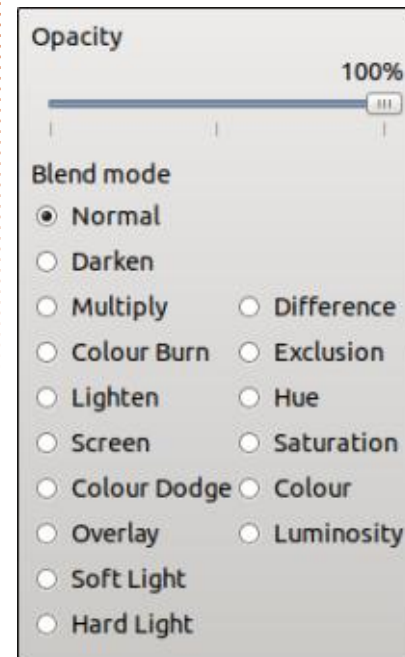 Opacity
100%
Blend mode
Normal
Darken
Multiply
Difference
Colour Burn
Exclusion
Lighten
Hue
Screen
Saturation
Colour Dodge
Colour
Overlay
Luminosity
Soft Light
Hard Light